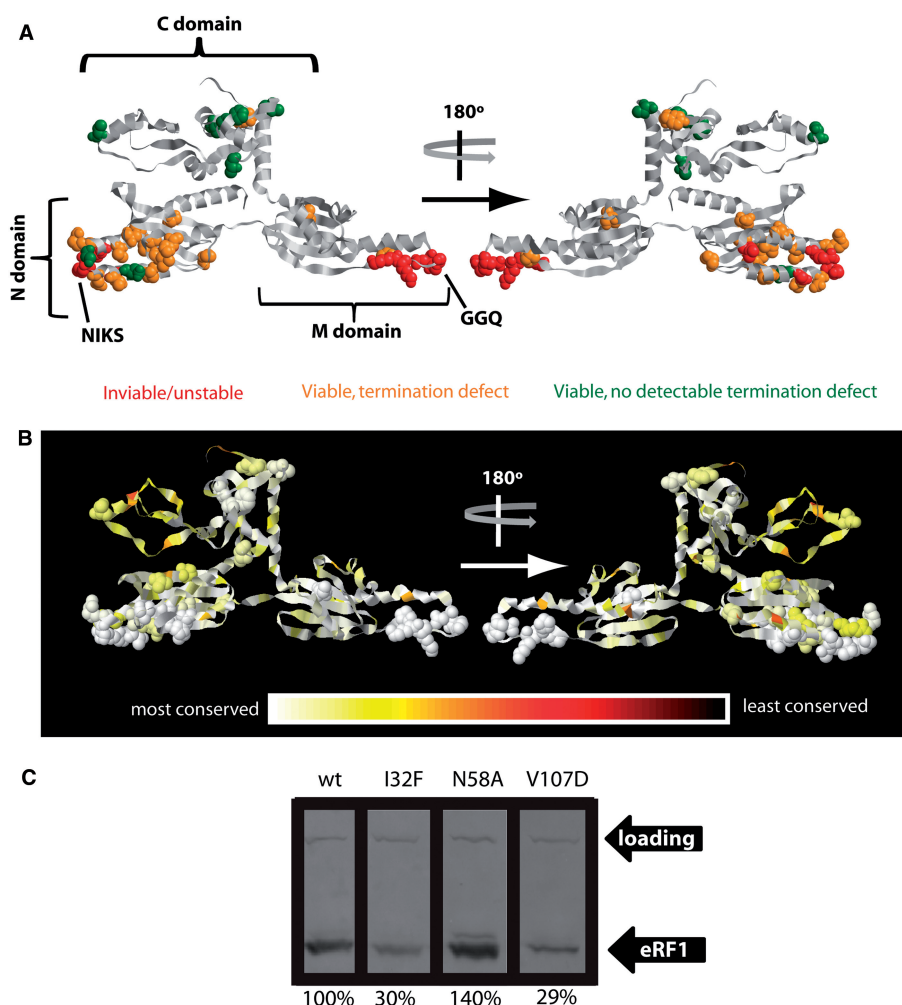 A
C domain
180º
N domain
NIKS
M domain
GGQ
Inviable/unstable
Viable, termination defect
Viable, no detectable termination defect
B
180º
most conserved
least conserved
C
wt I32F N58A V107D
loading
eRF1
100% 30% 140% 29%